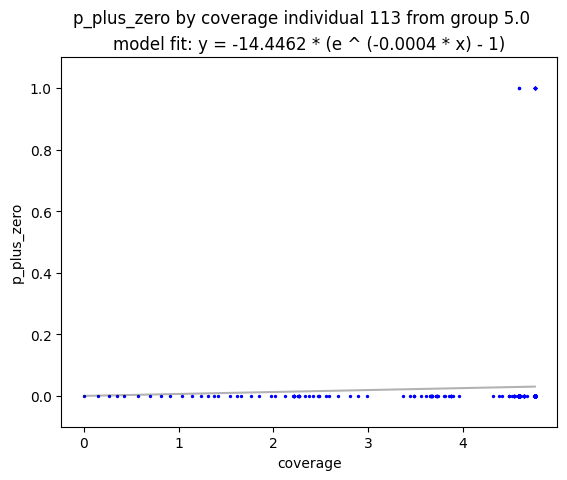 p_plus_zero by coverage individual 113 from group 5.0
model fit: y = -14.4462 * (e ^ (-0.0004 * x) - 1)
1.0
0.8
0.6
0.4
0.2
0.0
p_plus_zero
0 1 2 3 4
coverage